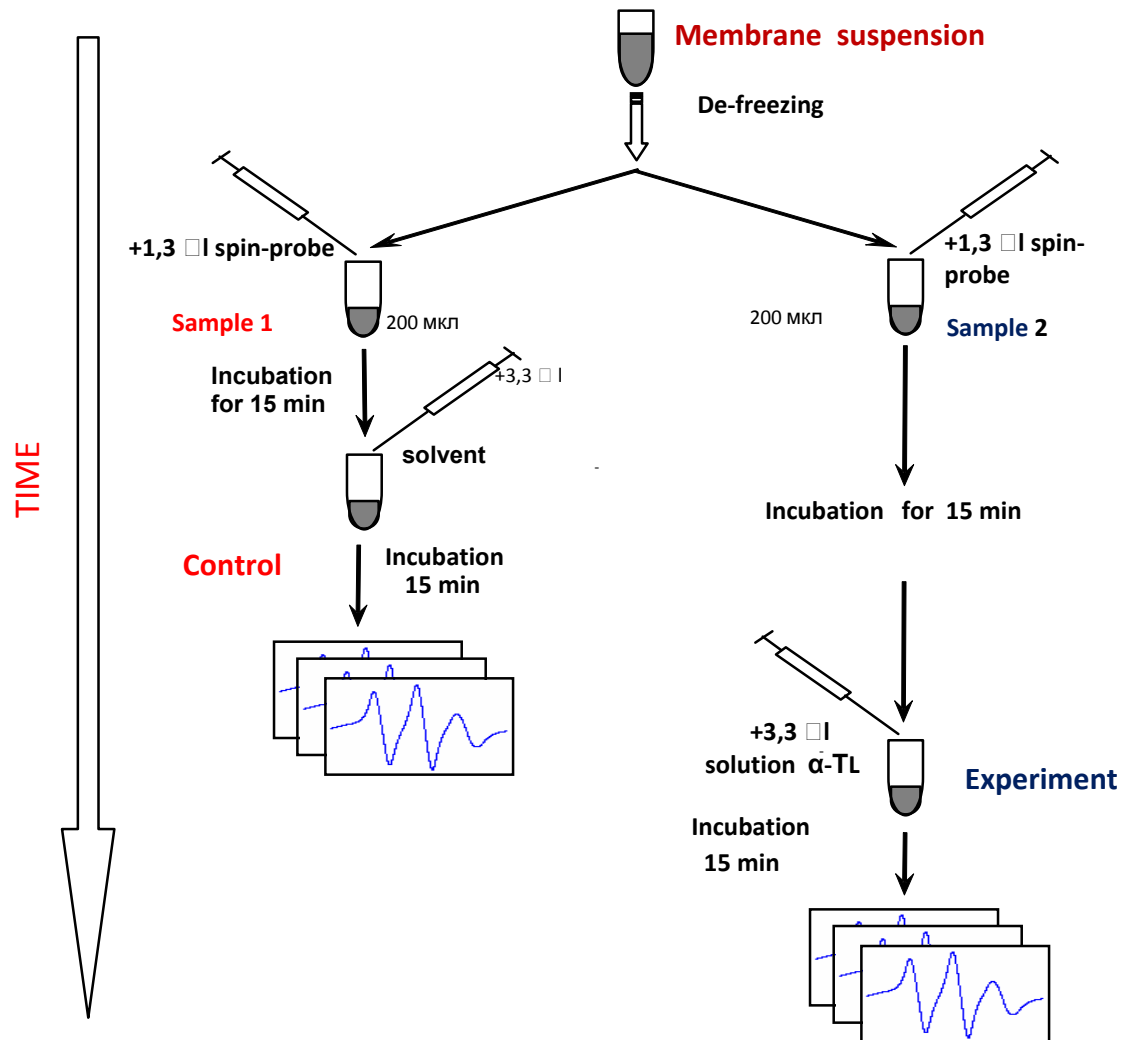 Membrane suspension
De-freezing
+1,3 □l spin-probe
+1,3 □l spin-
probe
Sample 1
200 мкл
200 мкл
Sample 2
Incubation
for 15 min
+3,3 □ l
solvent
TIME
Incubation for 15 min
Control
Incubation
15 min
+3,3 □l
solution α-TL
Experiment
Incubation
15 min